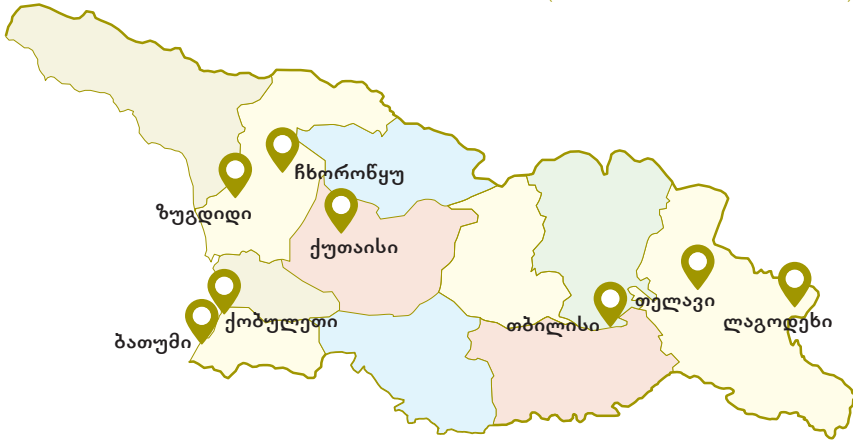 ჩხოროწყუ
ზუგდიდი
ქუთაისი
თელავი
ქობულეთი
თბილისი
ლაგოდეხი
ბათუმი